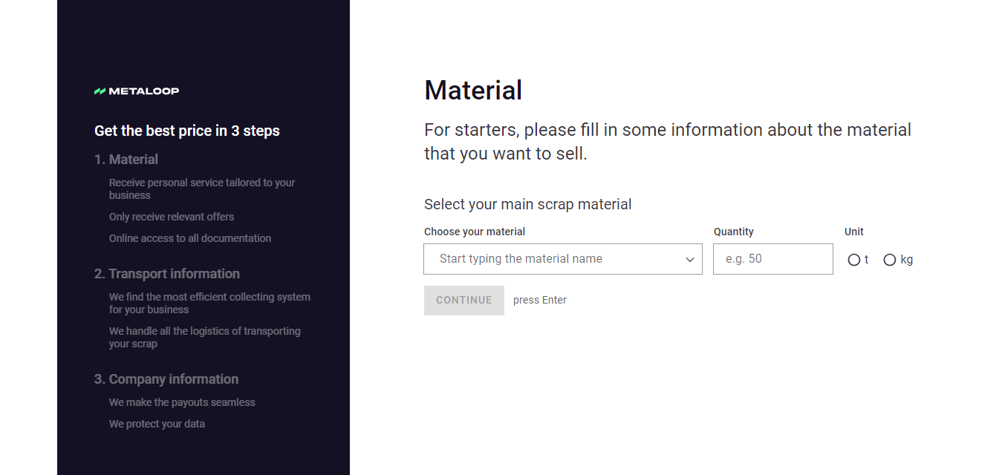 METALOOP
Get the best price in 3 steps
1. Material
Receive personal service tailored to your
business
Only receive relevant offers
Online access to all documentation
2. Transport information
We find the most efficient collecting system
for your business
We handle all the logistics of transporting
your scrap
3. Company information
We make the payouts seamless
We protect your data
Material
For starters, please fill in some information about the material
that you want to sell.
Select your main scrap material
Choose your material Quantity Unit
Start typing the material name e.g. 50 t kg
CONTINUE press Enter